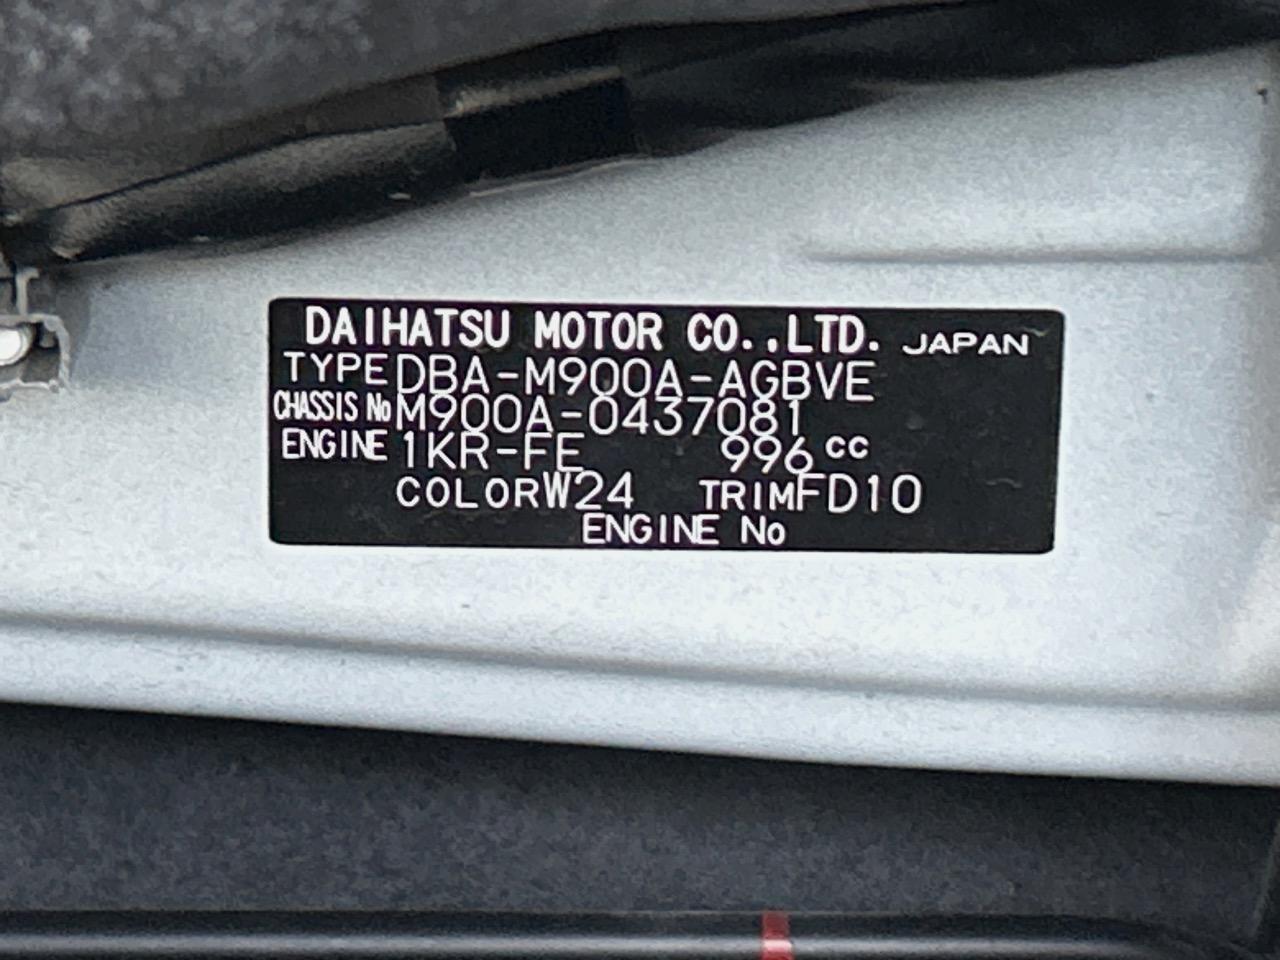 DAIHATSU MOTOR CO.,LTD. JAPAN
TYPE DBA-M900A-AGBVE
CHASSIS No M900A-0437081
ENGINE 1KR-FE 996 cc
COLOR W24 TRIM FD10
ENGINE No